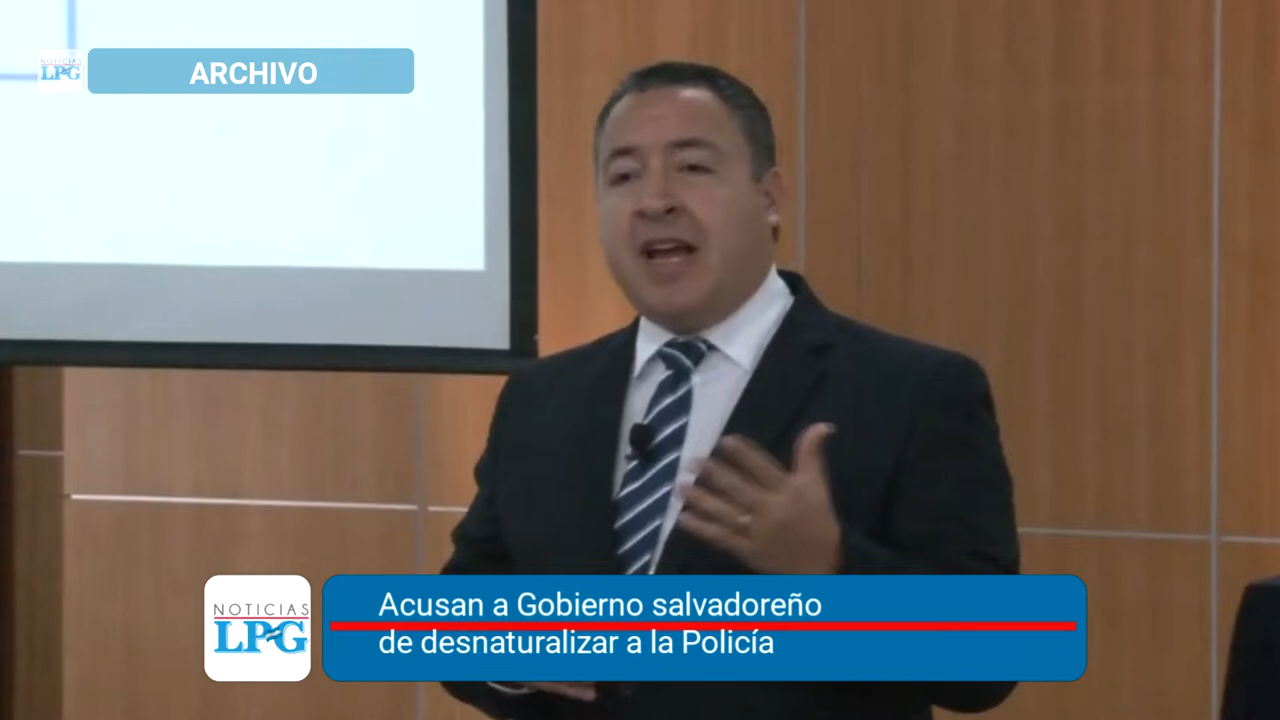 NOTICIAS
LPG
ARCHIVO
NOTICIAS
LPG
Acusan a Gobierno salvadoreño
de desnaturalizar a la Policía